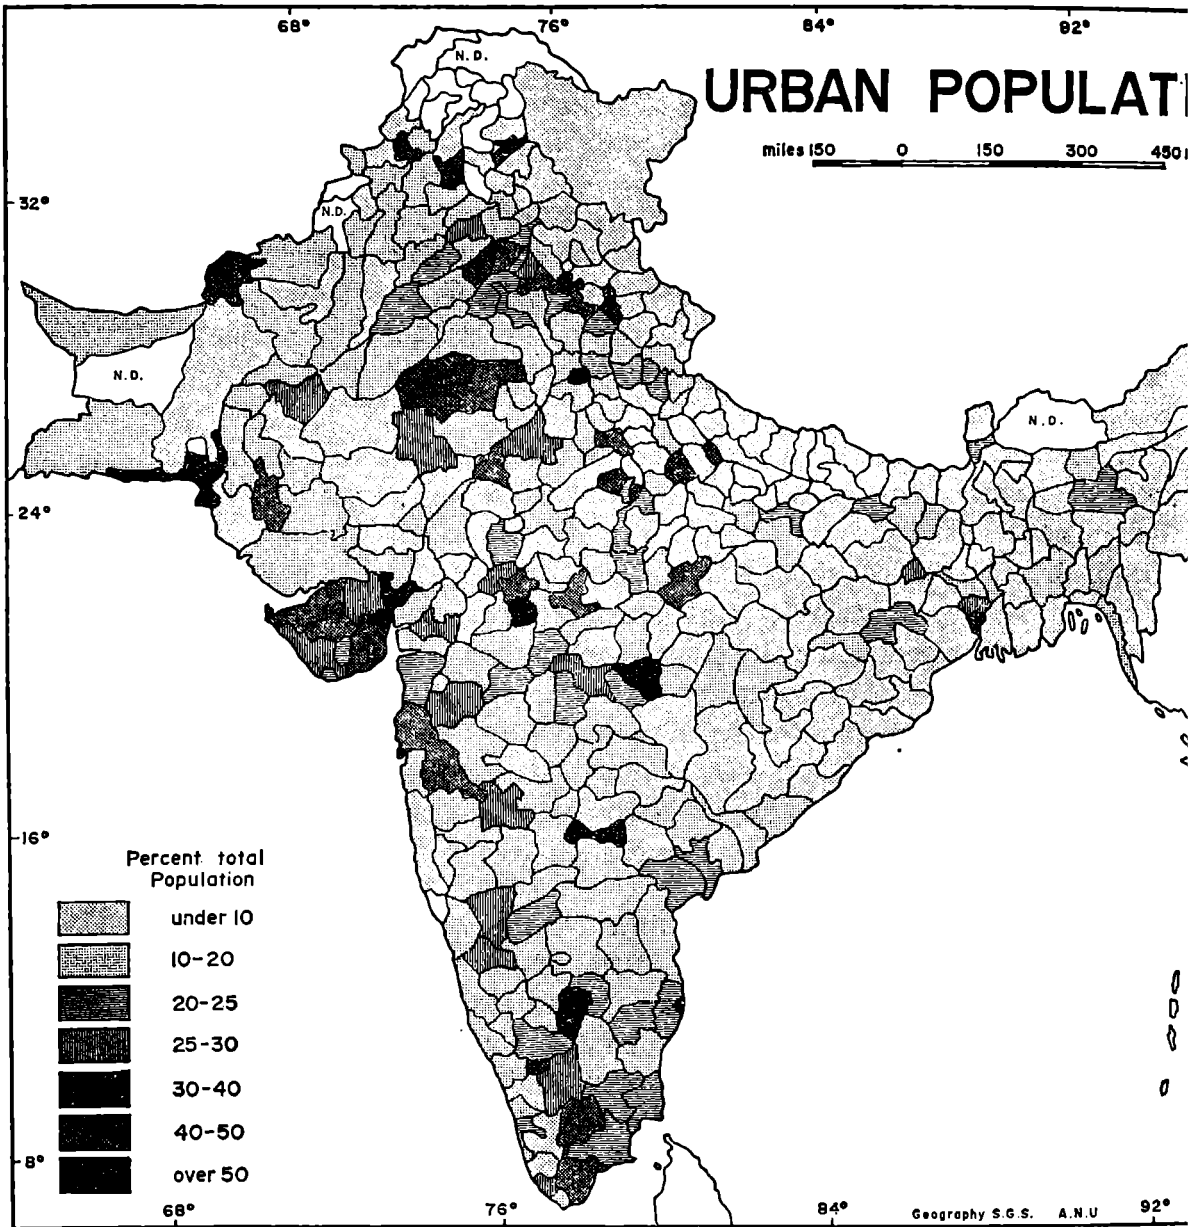 68° 76° 84° 92°
N.D.
URBAN POPULATI
miles 150 0 150 300 450
32°
N.D.
N.D.
N.D.
24°
16°
Percent total
Population
under 10
10-20
20-25
25-30
30-40
40-50
over 50
8°
68° 76° 84° 92°
Geography S.G.S. A.N.U